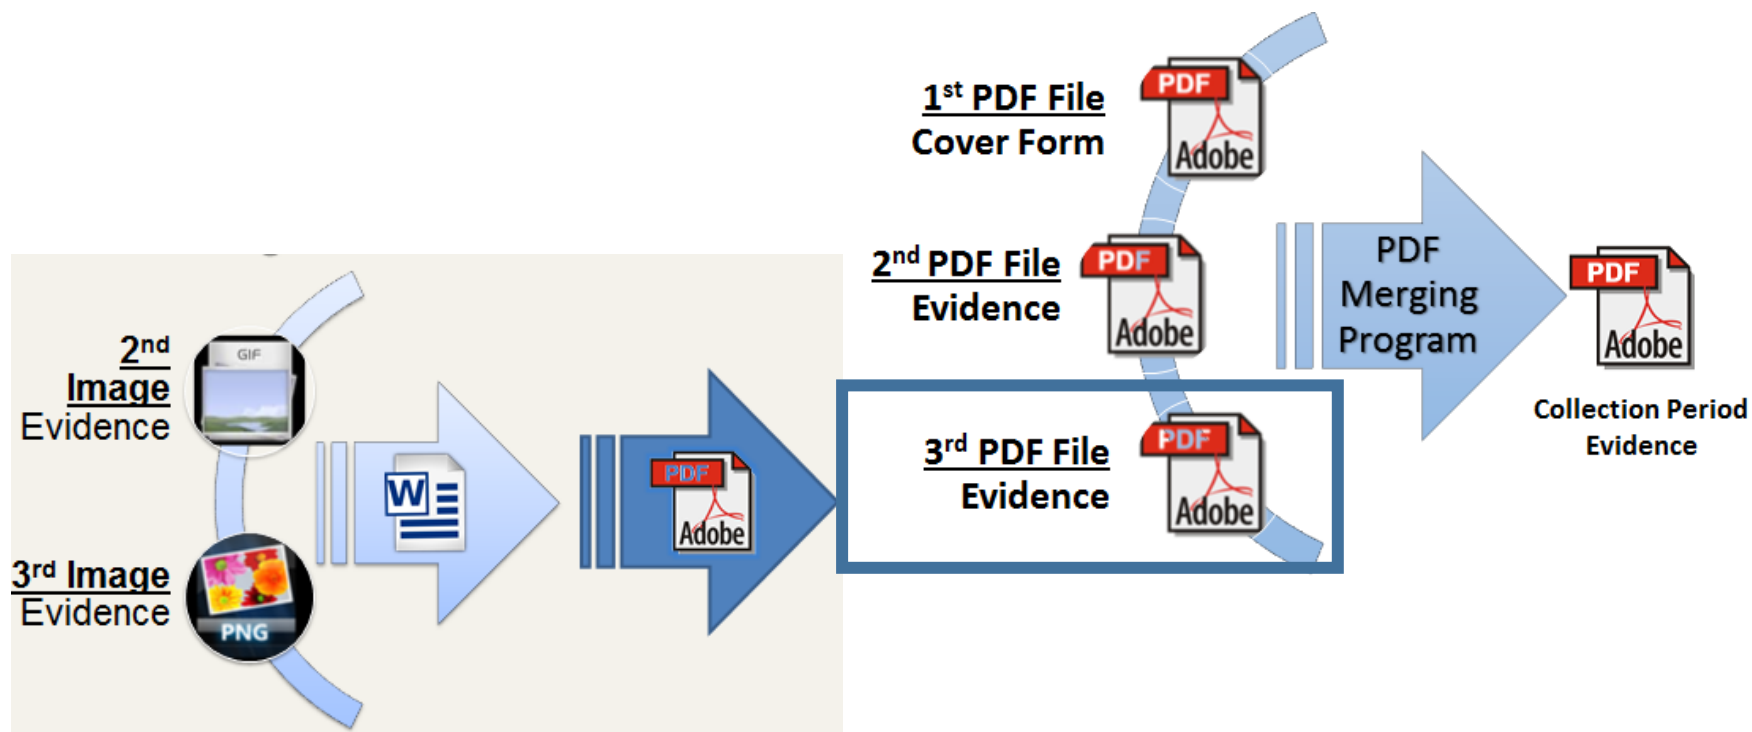 1st PDF File
Cover Form
PDF
Adobe
2nd PDF File
Evidence
PDF
Adobe
3rd PDF File
Evidence
PDF
Adobe
PDF
Merging
Program
PDF
Adobe
Collection Period
Evidence
2nd
Image
Evidence
GIF
3rd Image
Evidence
PNG
W
PDF
Adobe